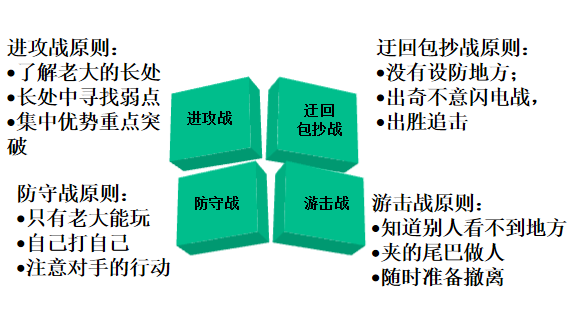 进攻战原则：
•了解老大的长处
•长处中寻找弱点
•集中优势重点突
破
迂回包抄战原则：
•没有设防地方；
•出奇不意闪电战，
•出胜追击
进攻战
迂回
包抄战
防守战
游击战
防守战原则：
•只有老大能玩
•自己打自己
•注意对手的行动
游击战原则：
•知道别人看不到地方
•夹的尾巴做人
•随时准备撤离